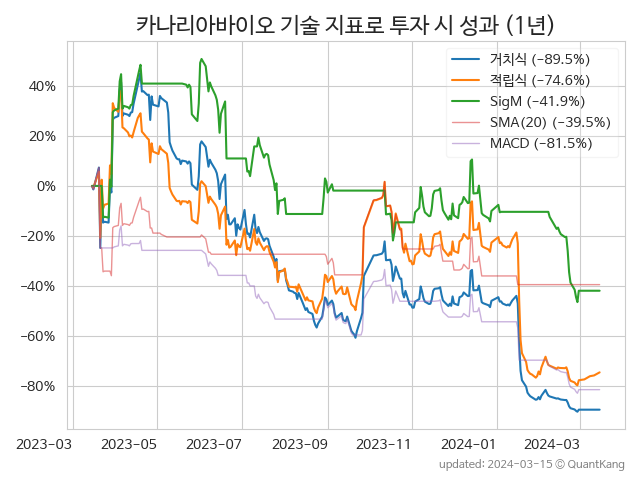 카나리아바이오 기술 지표로 투자 시 성과 (1년)
거치식 (−89.5%)
적립식 (−74.6%)
SigM (−41.9%)
SMA(20) (−39.5%)
MACD (−81.5%)
40%
20%
0%
−20%
−40%
−60%
−80%
2023−03 2023−05 2023−07 2023−09 2023−11 2024−01 2024−03
updated: 2024−03−15 © QuantKang